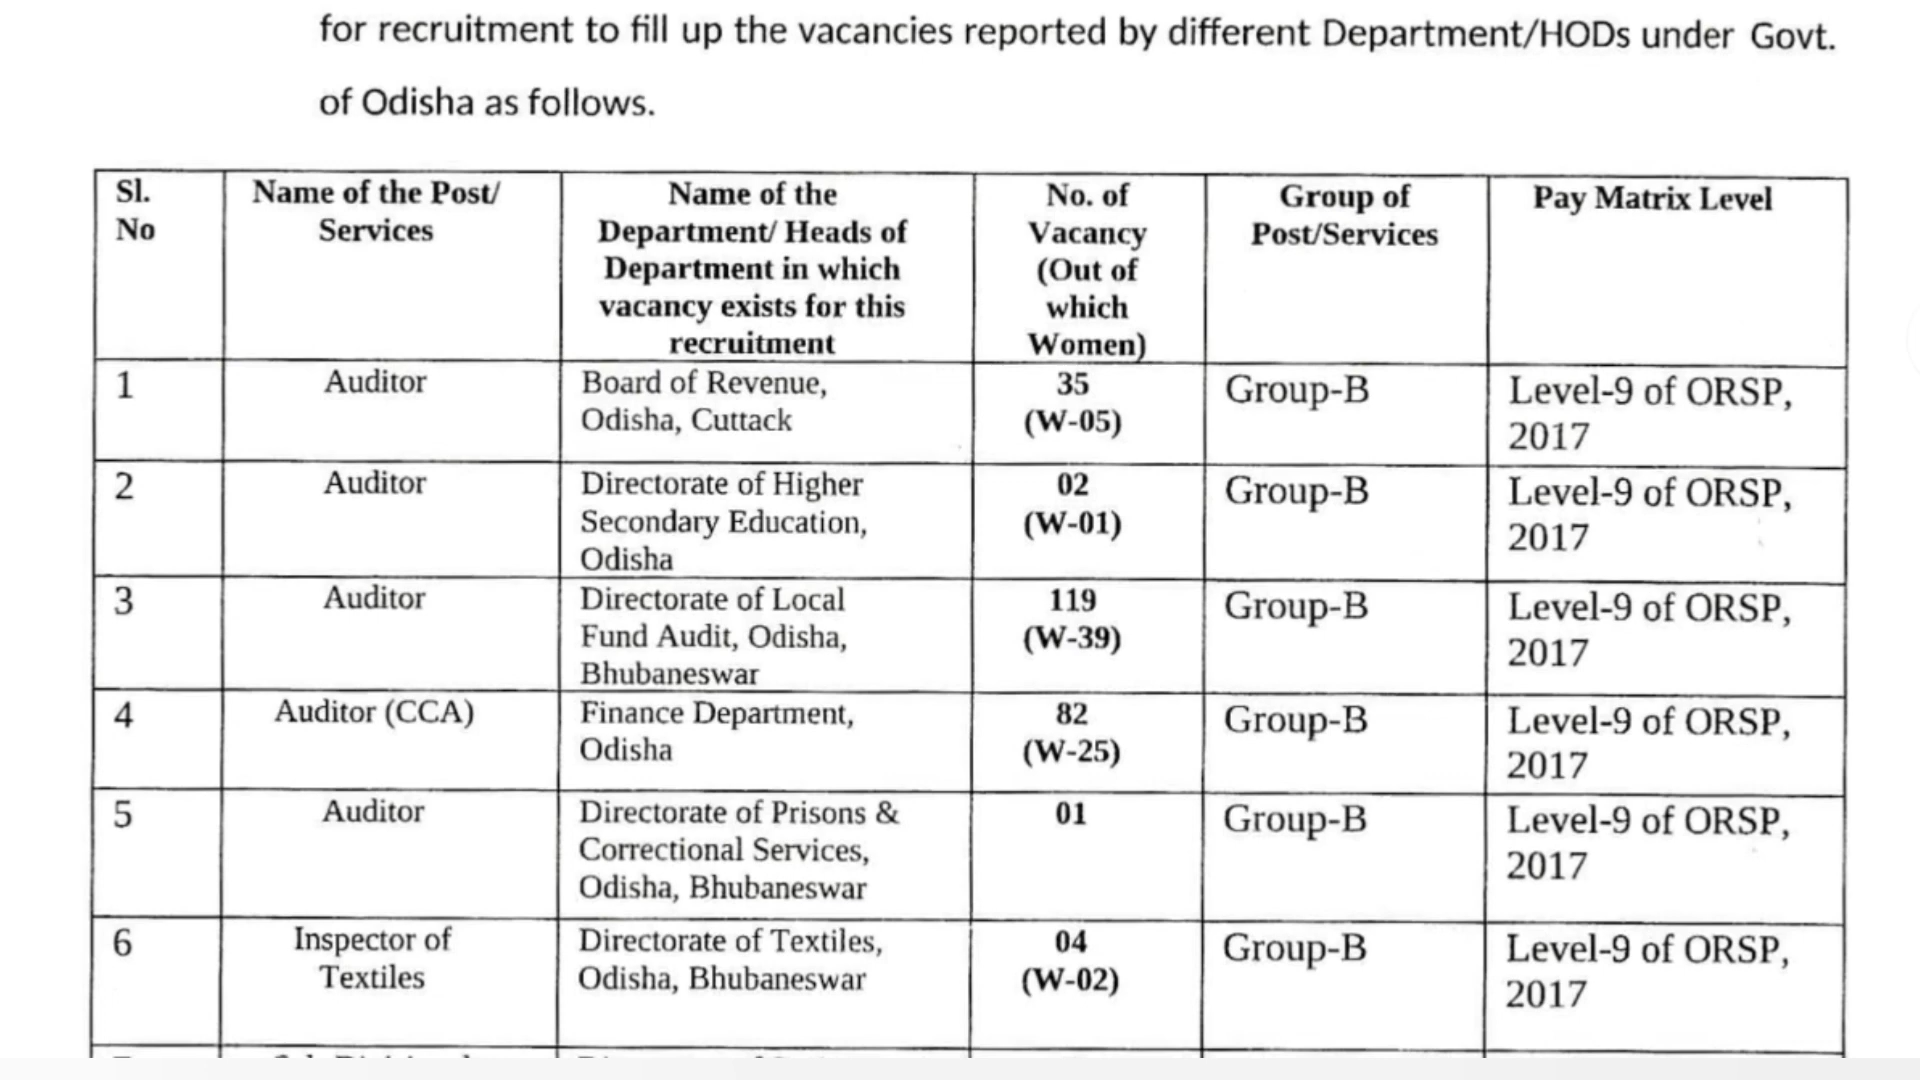 for recruitment to fill up the vacancies reported by different Department/HODs under Govt.
of Odisha as follows.
Sl. No
Name of the Post/ Services
Name of the Department/ Heads of Department in which vacancy exists for this recruitment
No. of Vacancy (Out of which Women)
Group of Post/Services
Pay Matrix Level
1
Auditor
Board of Revenue,
Odisha, Cuttack
35
(W-05)
Group-B
Level-9 of ORSP,
2017
2
Auditor
Directorate of Higher
Secondary Education,
Odisha
02
(W-01)
Group-B
Level-9 of ORSP,
2017
3
Auditor
Directorate of Local
Fund Audit, Odisha,
Bhubaneswar
119
(W-39)
Group-B
Level-9 of ORSP,
2017
4
Auditor (CCA)
Finance Department,
Odisha
82
(W-25)
Group-B
Level-9 of ORSP,
2017
5
Auditor
Directorate of Prisons &
Correctional Services,
Odisha, Bhubaneswar
01
Group-B
Level-9 of ORSP,
2017
6
Inspector of
Textiles
Directorate of Textiles,
Odisha, Bhubaneswar
04
(W-02)
Group-B
Level-9 of ORSP,
2017